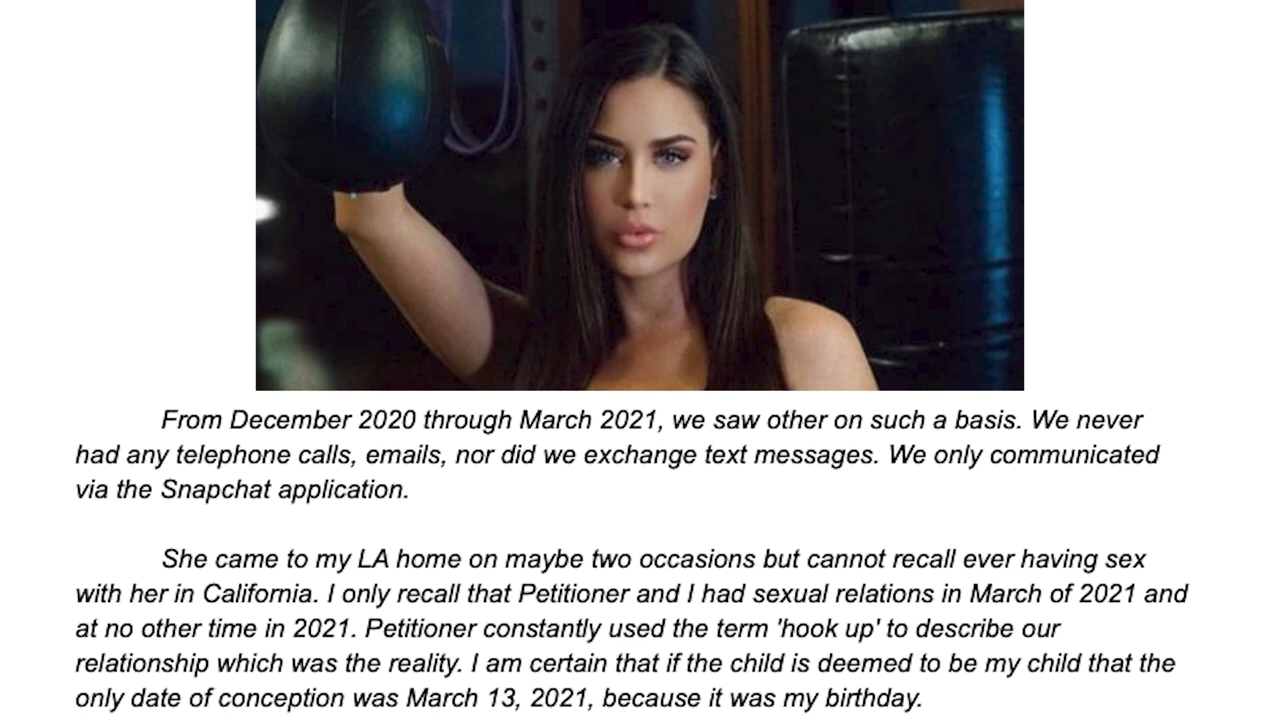 From December 2020 through March 2021, we saw other on such a basis. We never
had any telephone calls, emails, nor did we exchange text messages. We only communicated
via the Snapchat application.
She came to my LA home on maybe two occasions but cannot recall ever having sex
with her in California. I only recall that Petitioner and I had sexual relations in March of 2021 and
at no other time in 2021. Petitioner constantly used the term 'hook up' to describe our
relationship which was the reality. I am certain that if the child is deemed to be my child that the
only date of conception was March 13, 2021, because it was my birthday.